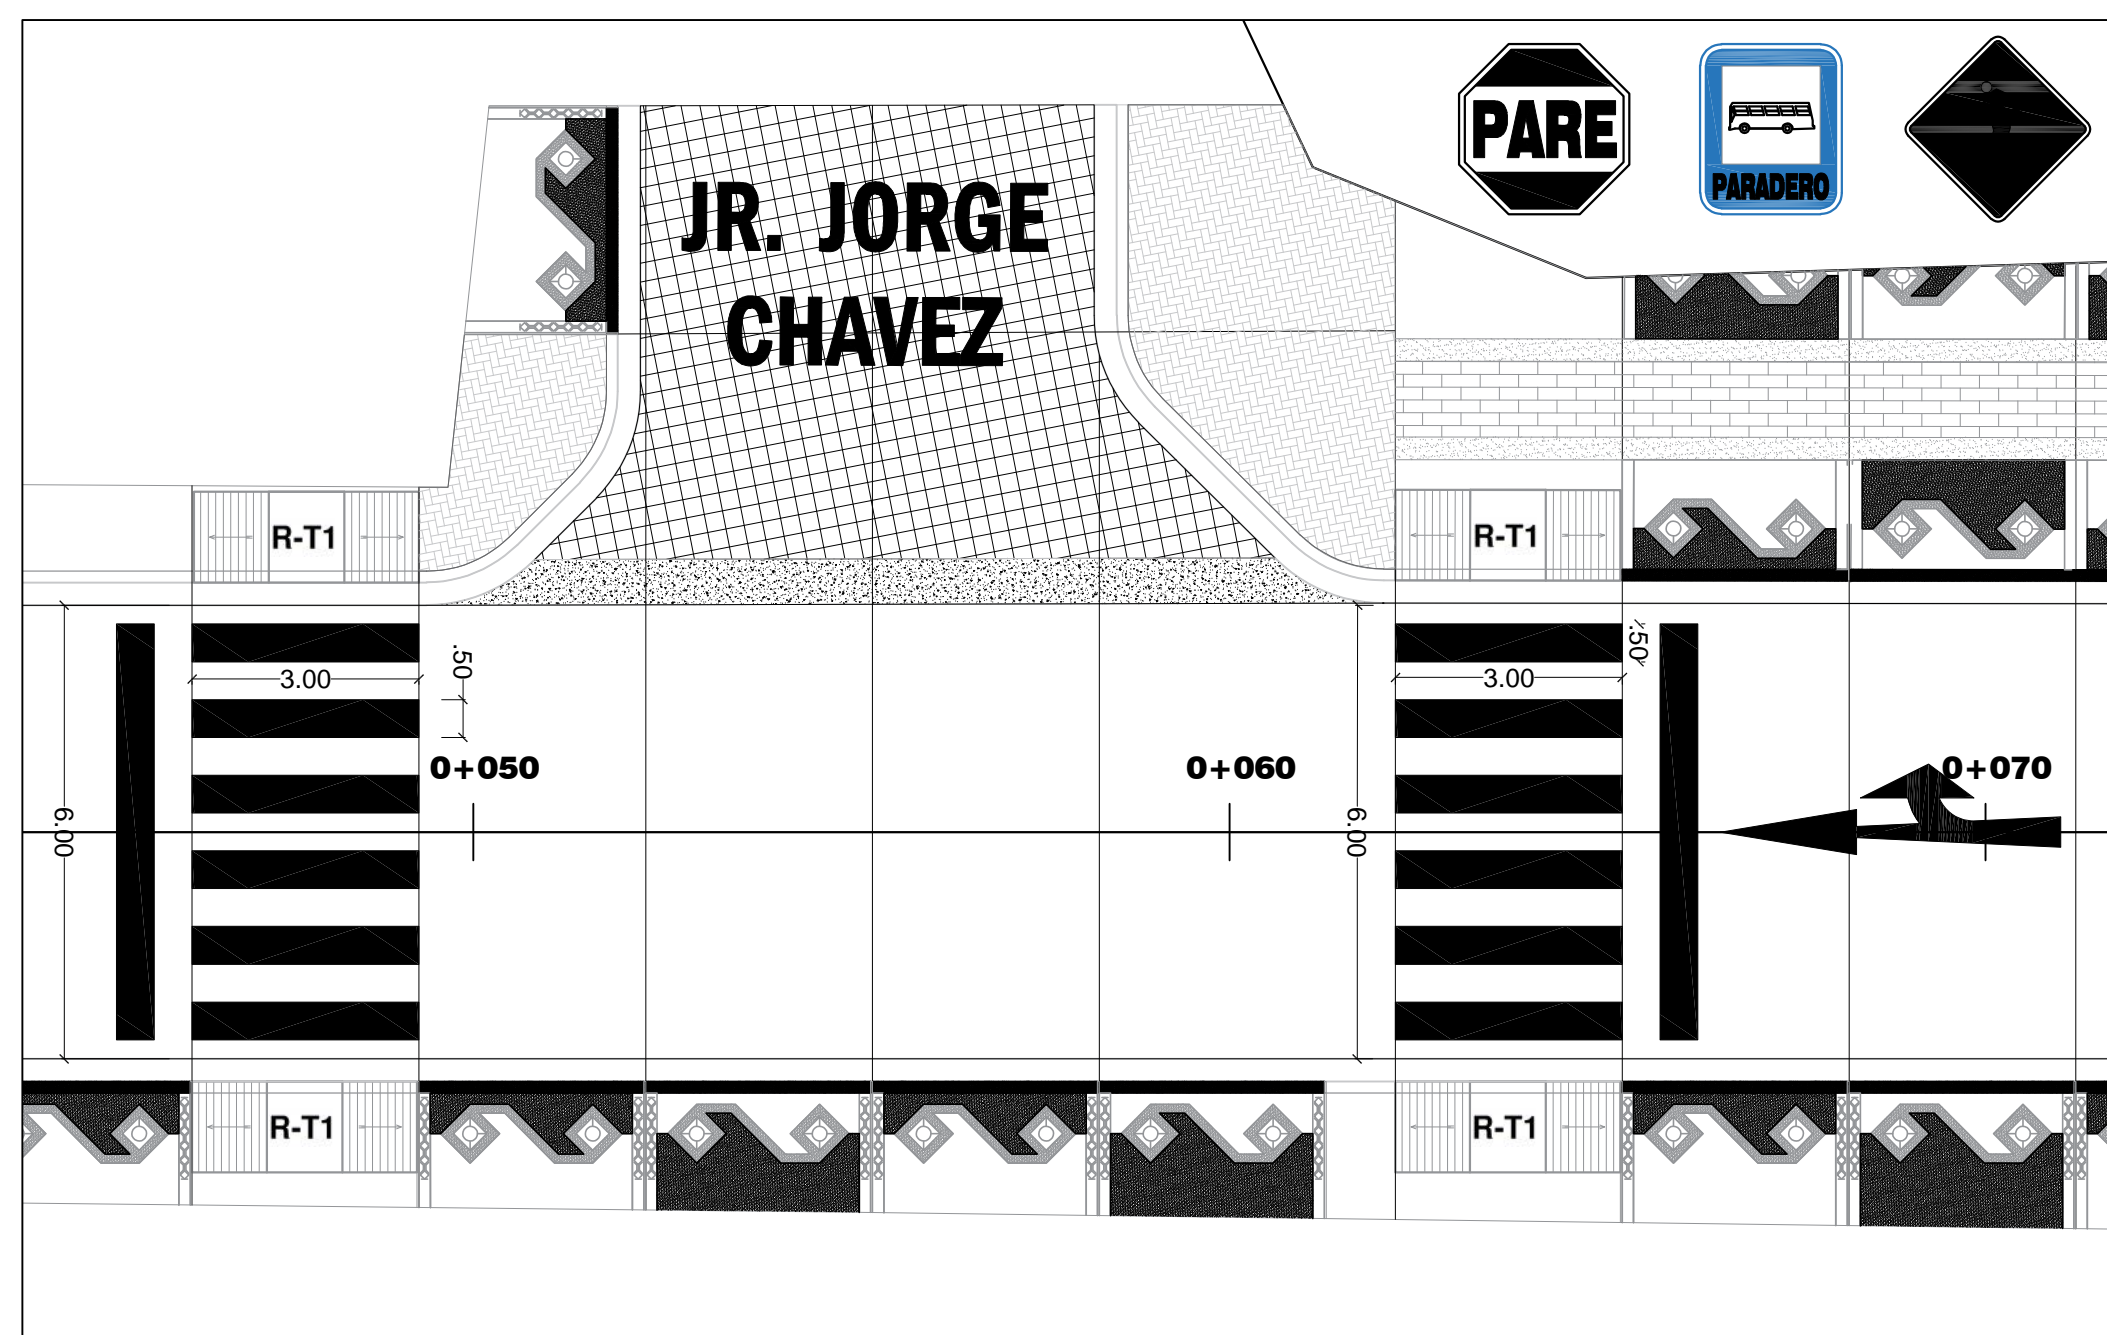 PARE
PARADERO
JR. JORGE
CHAVEZ
R-T1
R-T1
.50
.50
3.00
3.00
0+050
0+060
0+070
6.00
6.00
R-T1
R-T1